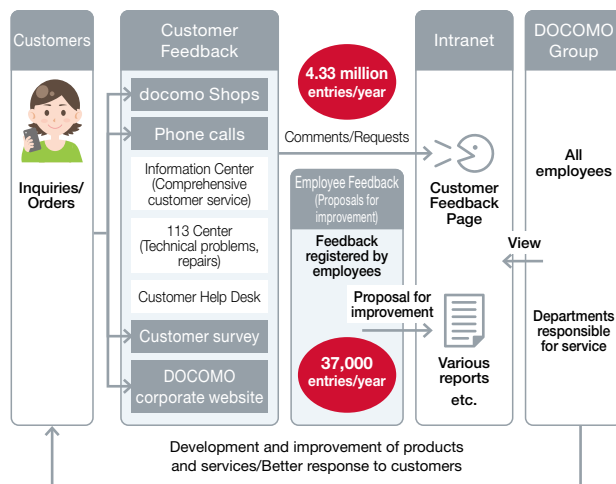 Customers
Inquiries/
Orders
Customer
Feedback
docomo Shops
Phone calls
Information Center
(Comprehensive
customer service)
113 Center
(Technical problems,
repairs)
Customer Help Desk
Customer survey
DOCOMO
corporate website
4.33 million
entries/year
Comments/Requests
Employee Feedback
(Proposals for
improvement)
Feedback
registered by
employees
Proposal for
improvement
37,000
entries/year
Intranet
Customer
Feedback
Page
Various
reports
etc.
DOCOMO
Group
All
employees
View
Departments
responsible
for service
Development and improvement of products
and services/Better response to customers